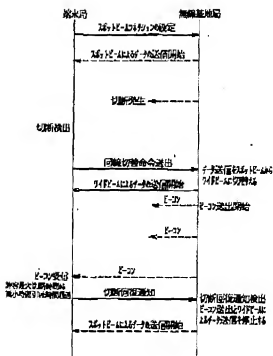 端末局
無線基地局
スポットビームコネクションの設定
スポットビームによるデータの送信開始
切断発生
切断検出
回線切替命令送出
データ送信をスポットビームから
ワイドビームに切替える
ワイドビームによるデータの送信開始
ビーコン
ビーコン送出開始
ビーコン
ビーコン
ビーコン受信
切断回復通知
切断回復通知検出
ビーコン送出とワイドビームに
よるデータ送信を停止する
スポットビームによるデータの送信開始